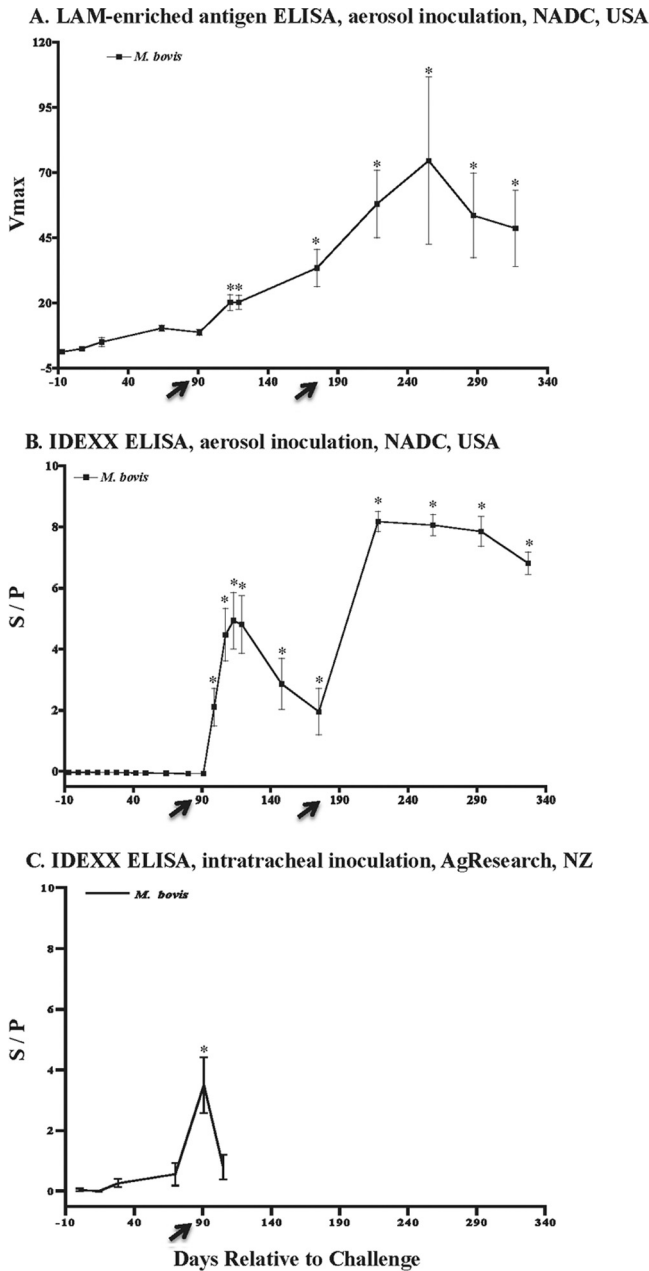 A. LAM-enriched antigen ELISA, aerosol inoculation, NADC, USA
120
M. bovis
*
95
*
70
*
*
*
Vmax
45
**
20
-5
-10 40 90 140 190 240 290 340
B. IDEXX ELISA, aerosol inoculation, NADC, USA
10
M. bovis
* * *
8
*
6
* *
*
S / P
4
*
* *
2
0
-10 40 90 140 190 240 290 340
C. IDEXX ELISA, intratracheal inoculation, AgResearch, NZ
10
M. bovis
8
6
S / P
*
4
2
0
-10 40 90 140 190 240 290 340
Days Relative to Challenge